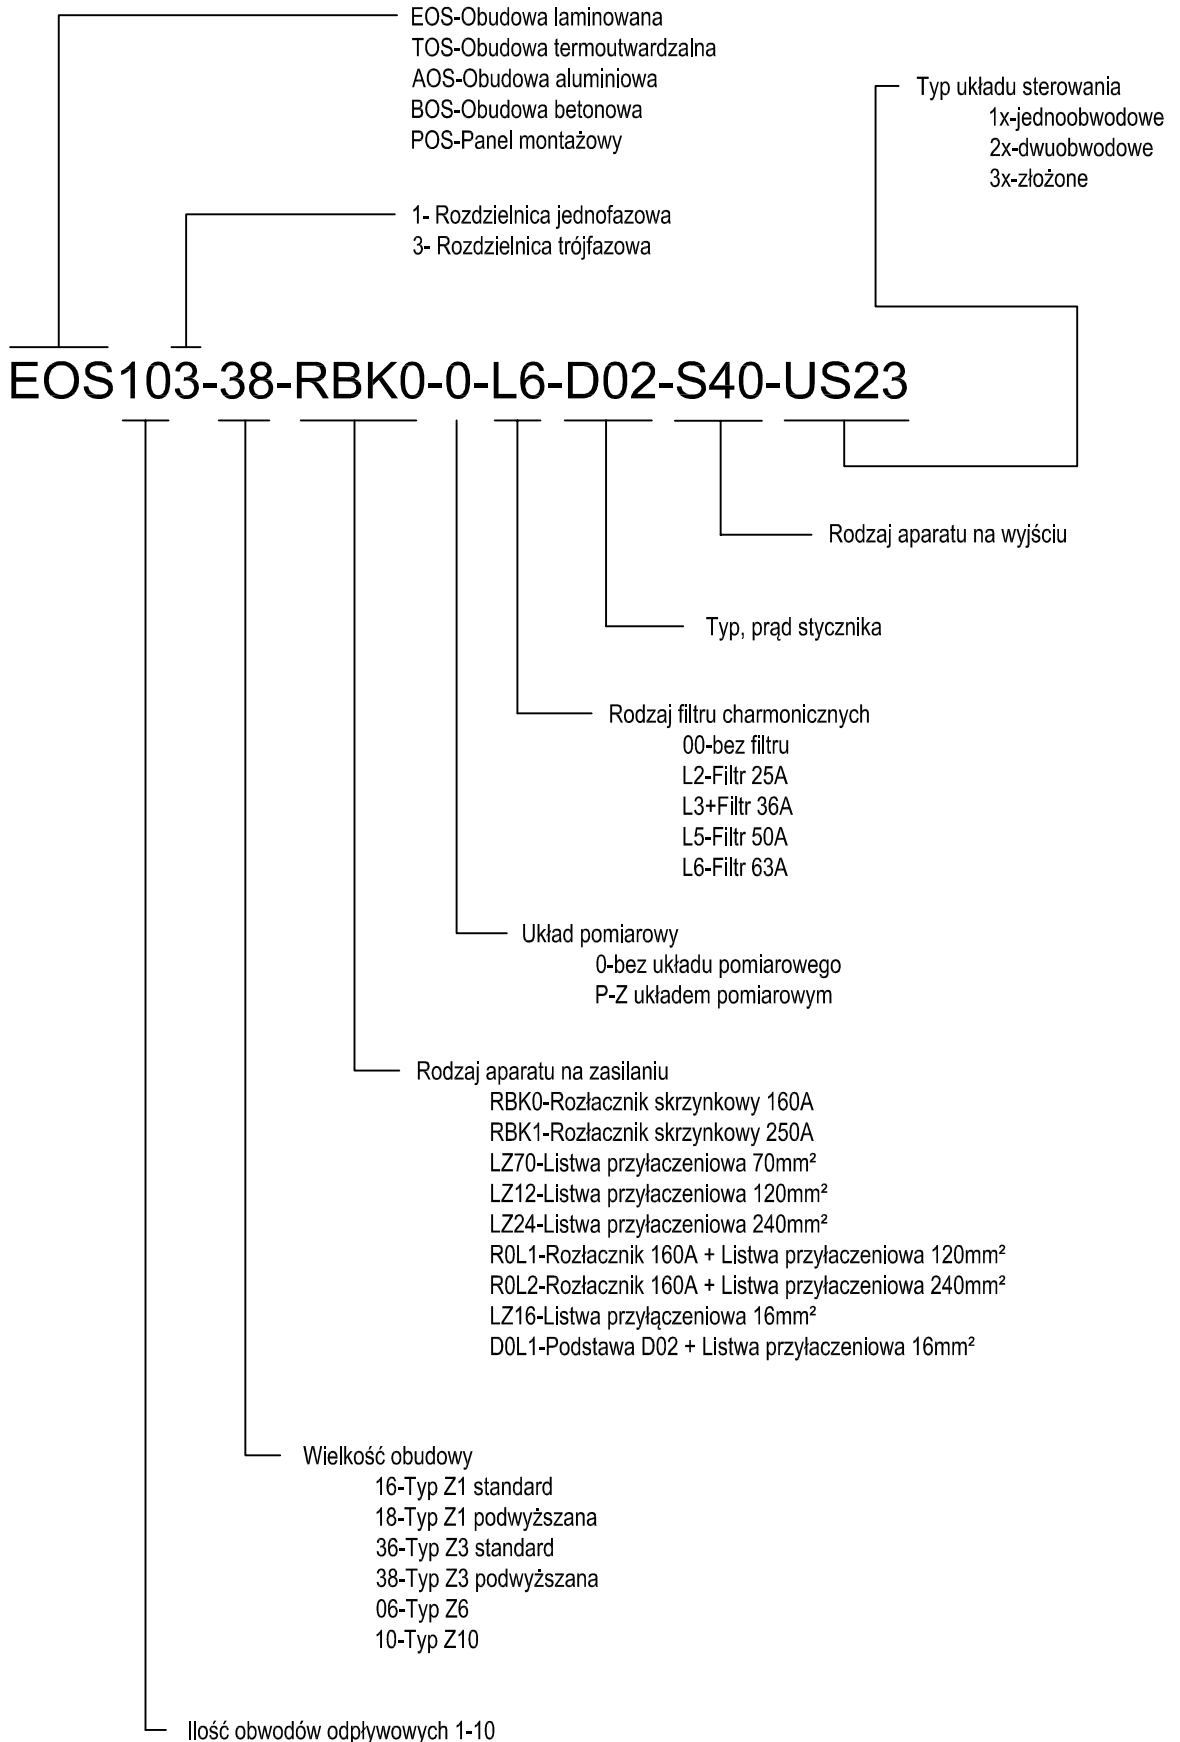 EOS-Obudowa laminowana
TOS-Obudowa termoutwardzalna
AOS-Obudowa aluminiowa
BOS-Obudowa betonowa
POS-Panel montażowy
Typ układu sterowania
1x-jednoobwodowe
2x-dwuobwodowe
3x-złożone
1- Rozdzielnica jednofazowa
3- Rozdzielnica trójfazowa
EOS103-38-RBK0-0-L6-D02-S40-US23
Rodzaj aparatu na wyjściu
Typ, prąd stycznika
Rodzaj filtru charmonicznych
00-bez filtru
L2-Filtr 25A
L3+Filtr 36A
L5-Filtr 50A
L6-Filtr 63A
Układ pomiarowy
0-bez układu pomiarowego
P-Z układem pomiarowym
Rodzaj aparatu na zasilaniu
RBK0-Rozłacznik skrzynkowy 160A
RBK1-Rozłacznik skrzynkowy 250A
LZ70-Listwa przyłaczeniowa 70mm²
LZ12-Listwa przyłaczeniowa 120mm²
LZ24-Listwa przyłaczeniowa 240mm²
R0L1-Rozłacznik 160A + Listwa przyłaczeniowa 120mm²
R0L2-Rozłacznik 160A + Listwa przyłaczeniowa 240mm²
LZ16-Listwa przyłączeniowa 16mm²
D0L1-Podstawa D02 + Listwa przyłaczeniowa 16mm²
Wielkość obudowy
16-Typ Z1 standard
18-Typ Z1 podwyższana
36-Typ Z3 standard
38-Typ Z3 podwyższana
06-Typ Z6
10-Typ Z10
Ilość obwodów odpływowych 1-10